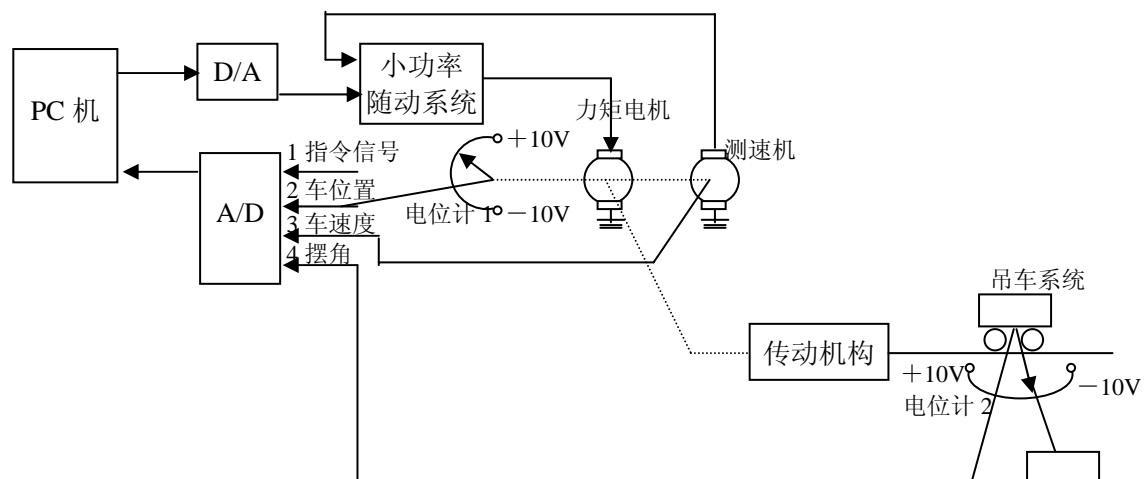 PC 机
D/A
小功率
随动系统
力矩电机
测速机
+10V
1 指令信号
2 车位置
电位计 1
-10V
A/D
3 车速度
4 摆角
吊车系统
传动机构
+10V
-10V
电位计 2